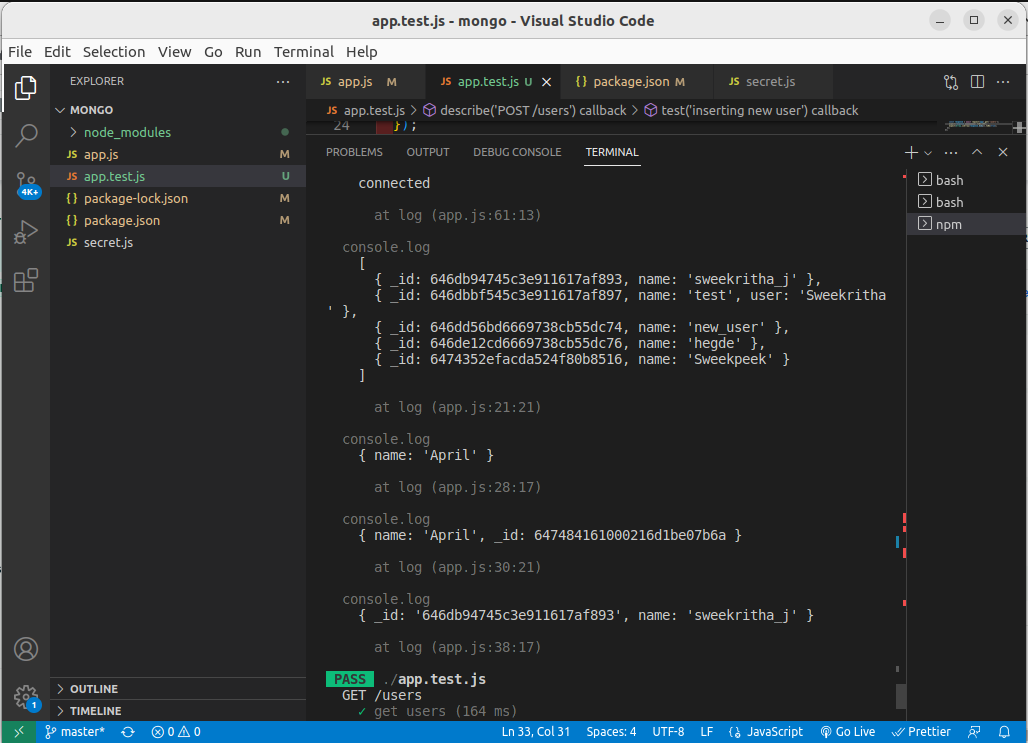 app.test.js - mongo - Visual Studio Code
File Edit Selection View Go Run Terminal Help
EXPLORER
JS app.js M
JS app.test.js U
{} package.json M
JS secret.js
MONGO
JS app.test.js > describe('POST /users') callback > test('inserting new user') callback
24 });
node_modules
JS app.js M
JS app.test.js U
{} package-lock.json M
{} package.json M
JS secret.js
4K+
PROBLEMS OUTPUT DEBUG CONSOLE TERMINAL
bash
bash
npm
connected
at log (app.js:61:13)
console.log
[
{ _id: 646db94745c3e911617af893, name: 'sweekritha_j' },
{ _id: 646dbbf545c3e911617af897, name: 'test', user: 'Sweekritha
' },
{ _id: 646dd56bd6669738cb55dc74, name: 'new_user' },
{ _id: 646de12cd6669738cb55dc76, name: 'hegde' },
{ _id: 6474352efacda524f80b8516, name: 'Sweekpeek' }
]
at log (app.js:21:21)
console.log
{ name: 'April' }
at log (app.js:28:17)
console.log
{ name: 'April', _id: 647484161000216d1be07b6a }
at log (app.js:30:21)
console.log
{ _id: '646db94745c3e911617af893', name: 'sweekritha_j' }
at log (app.js:38:17)
PASS ./app.test.js
GET /users
✓ get users (164 ms)
OUTLINE
TIMELINE
1
master* 0 0 Ln 33, Col 31 Spaces: 4 UTF-8 LF {} JavaScript Go Live Prettier